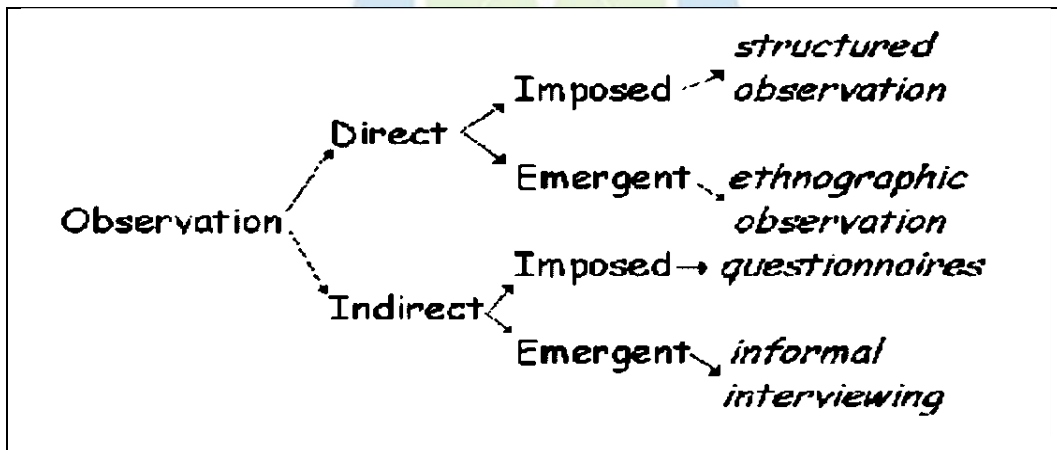 structured
Imposed observation
Direct
Emergent ethnographic
Observation observation
Imposed questionnaires
Indirect
Emergent informal
interviewing